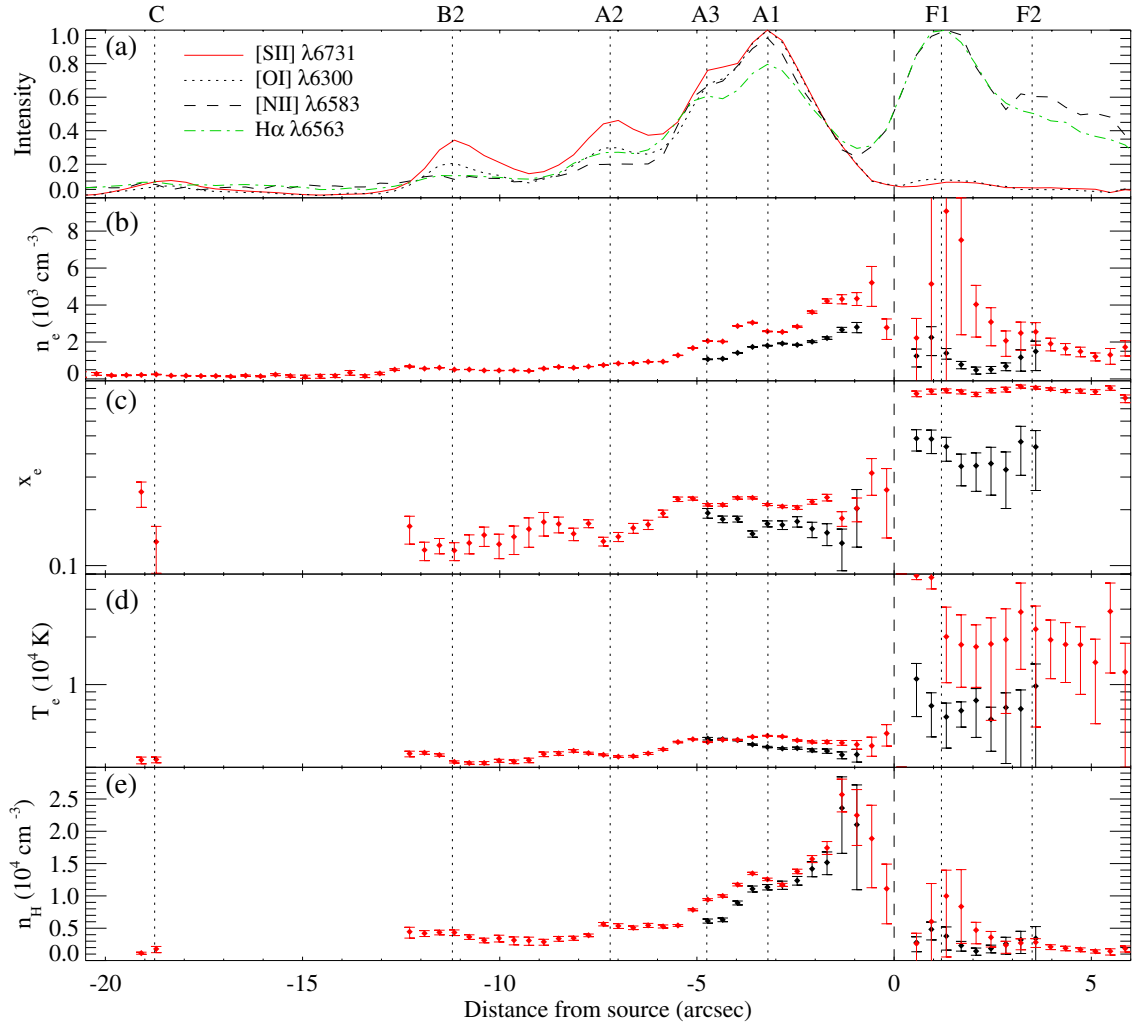 C B2 A2 A3 A1 F1 F2
(a)
[SII] λ6731
[OI] λ6300
[NII] λ6583
Hα λ6563
Intensity
1.0
0.8
0.6
0.4
0.2
0.0
(b)
n_e (10^3 cm^-3)
8
6
4
2
0
(c)
x_e
0.1
(d)
T_e (10^4 K)
1
(e)
n_H (10^4 cm^-3)
2.5
2.0
1.5
1.0
0.5
0.0
-20 -15 -10 -5 0 5
Distance from source (arcsec)